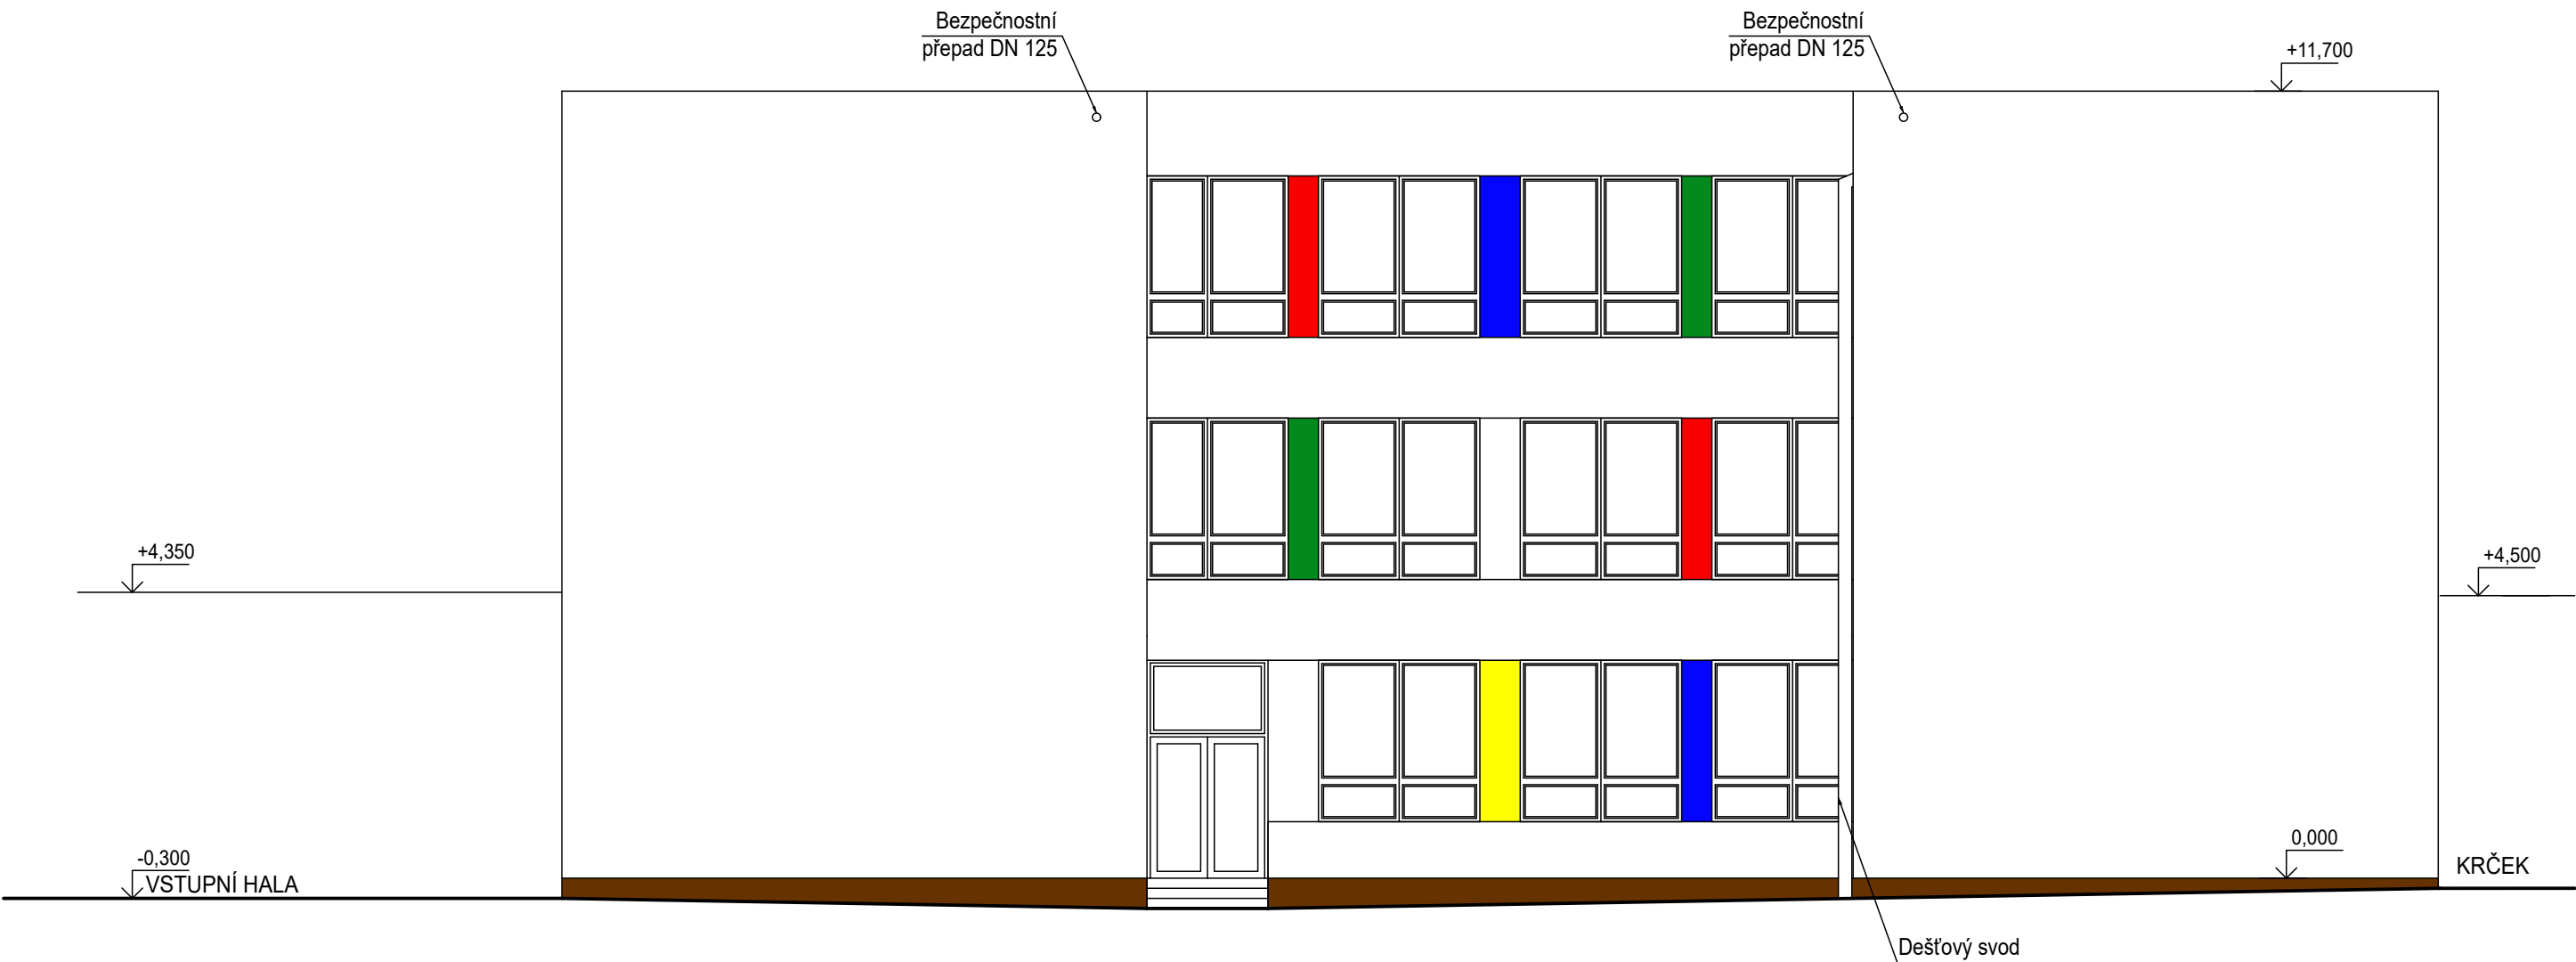 Bezpečnostní
přepad DN 125
Bezpečnostní
přepad DN 125
+11,700
+4,350
+4,500
-0,300
VSTUPNÍ HALA
0,000
KRČEK
Dešťový svod